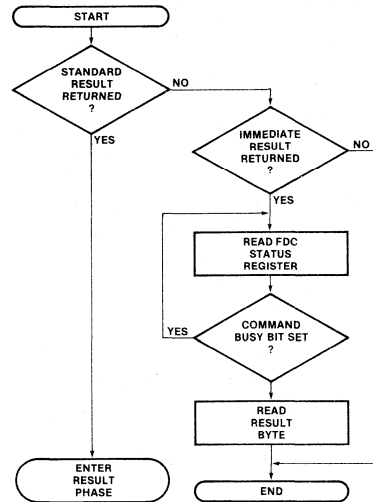 START
STANDARD
RESULT
RETURNED
?
NO
YES
IMMEDIATE
RESULT
RETURNED
?
NO
YES
READ FDC
STATUS
REGISTER
COMMAND
BUSY BIT SET
?
YES
READ
RESULT
BYTE
ENTER
RESULT
PHASE
END